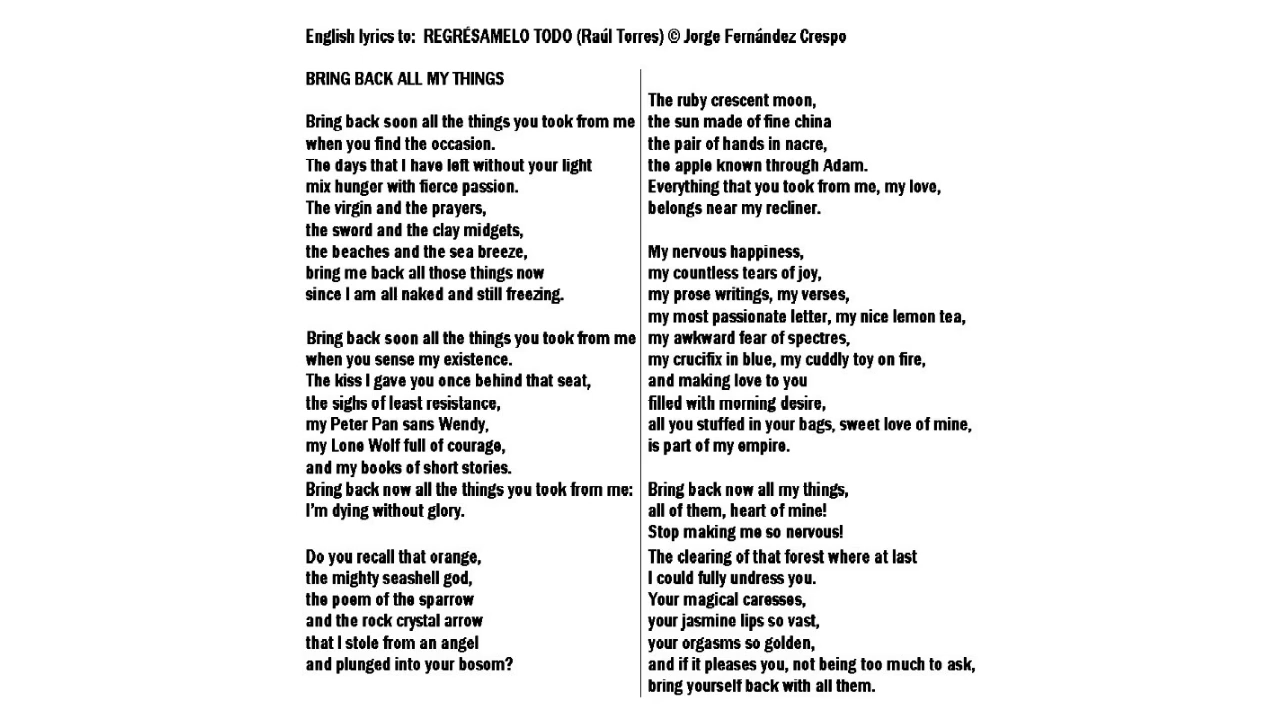 English lyrics to: REGRÉSAMELO TODO (Raúl Torres) © Jorge Fernández Crespo
BRING BACK ALL MY THINGS
Bring back soon all the things you took from me
when you find the occasion.
The days that I have left without your light
mix hunger with fierce passion.
The virgin and the prayers,
the sword and the clay midgets,
the beaches and the sea breeze,
bring me back all those things now
since I am all naked and still freezing.
Bring back soon all the things you took from me
when you sense my existence.
The kiss I gave you once behind that seat,
the sighs of least resistance,
my Peter Pan sans Wendy,
my Lone Wolf full of courage,
and my books of short stories.
Bring back now all the things you took from me:
I'm dying without glory.
Do you recall that orange,
the mighty seashell god,
the poem of the sparrow
and the rock crystal arrow
that I stole from an angel
and plunged into your bosom?
The ruby crescent moon,
the sun made of fine china
the pair of hands in nacre,
the apple known through Adam.
Everything that you took from me, my love,
belongs near my recliner.
My nervous happiness,
my countless tears of joy,
my prose writings, my verses,
my most passionate letter, my nice lemon tea,
my awkward fear of spectres,
my crucifix in blue, my cuddly toy on fire,
and making love to you
filled with morning desire,
all you stuffed in your bags, sweet love of mine,
is part of my empire.
Bring back now all my things,
all of them, heart of mine!
Stop making me so nervous!
The clearing of that forest where at last
I could fully undress you.
Your magical caresses,
your jasmine lips so vast,
your orgasms so golden,
and if it pleases you, not being too much to ask,
bring yourself back with all them.